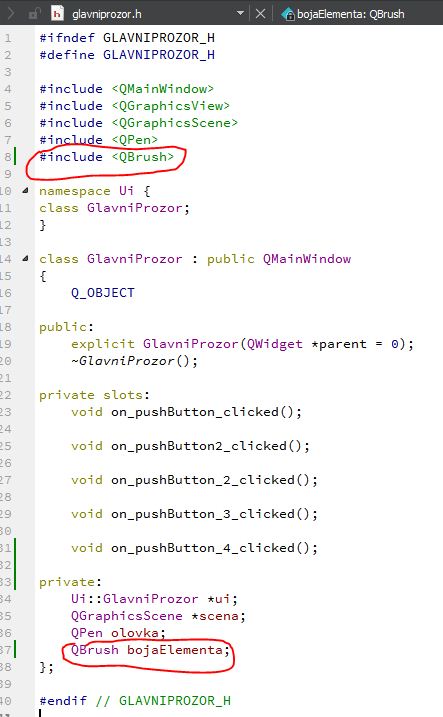 glavniprozor.h bojaElementa: QBrush
1 #ifndef GLAVNIPROZOR_H
2 #define GLAVNIPROZOR_H
3
4 #include <QMainWindow>
5 #include <QGraphicsView>
6 #include <QGraphicsScene>
7 #include <QPen>
8 #include <QBrush>
9
10 namespace Ui {
11 class GlavniProzor;
12 }
13
14 class GlavniProzor : public QMainWindow
15 {
16 Q_OBJECT
17
18 public:
19 explicit GlavniProzor(QWidget *parent = 0);
20 ~GlavniProzor();
21
22 private slots:
23 void on_pushButton_clicked();
24
25 void on_pushButton2_clicked();
26
27 void on_pushButton_2_clicked();
28
29 void on_pushButton_3_clicked();
30
31 void on_pushButton_4_clicked();
32
33 private:
34 Ui::GlavniProzor *ui;
35 QGraphicsScene *scena;
36 QPen olovka;
37 QBrush bojaElementa;
38 };
39
40 #endif // GLAVNIPROZOR_H